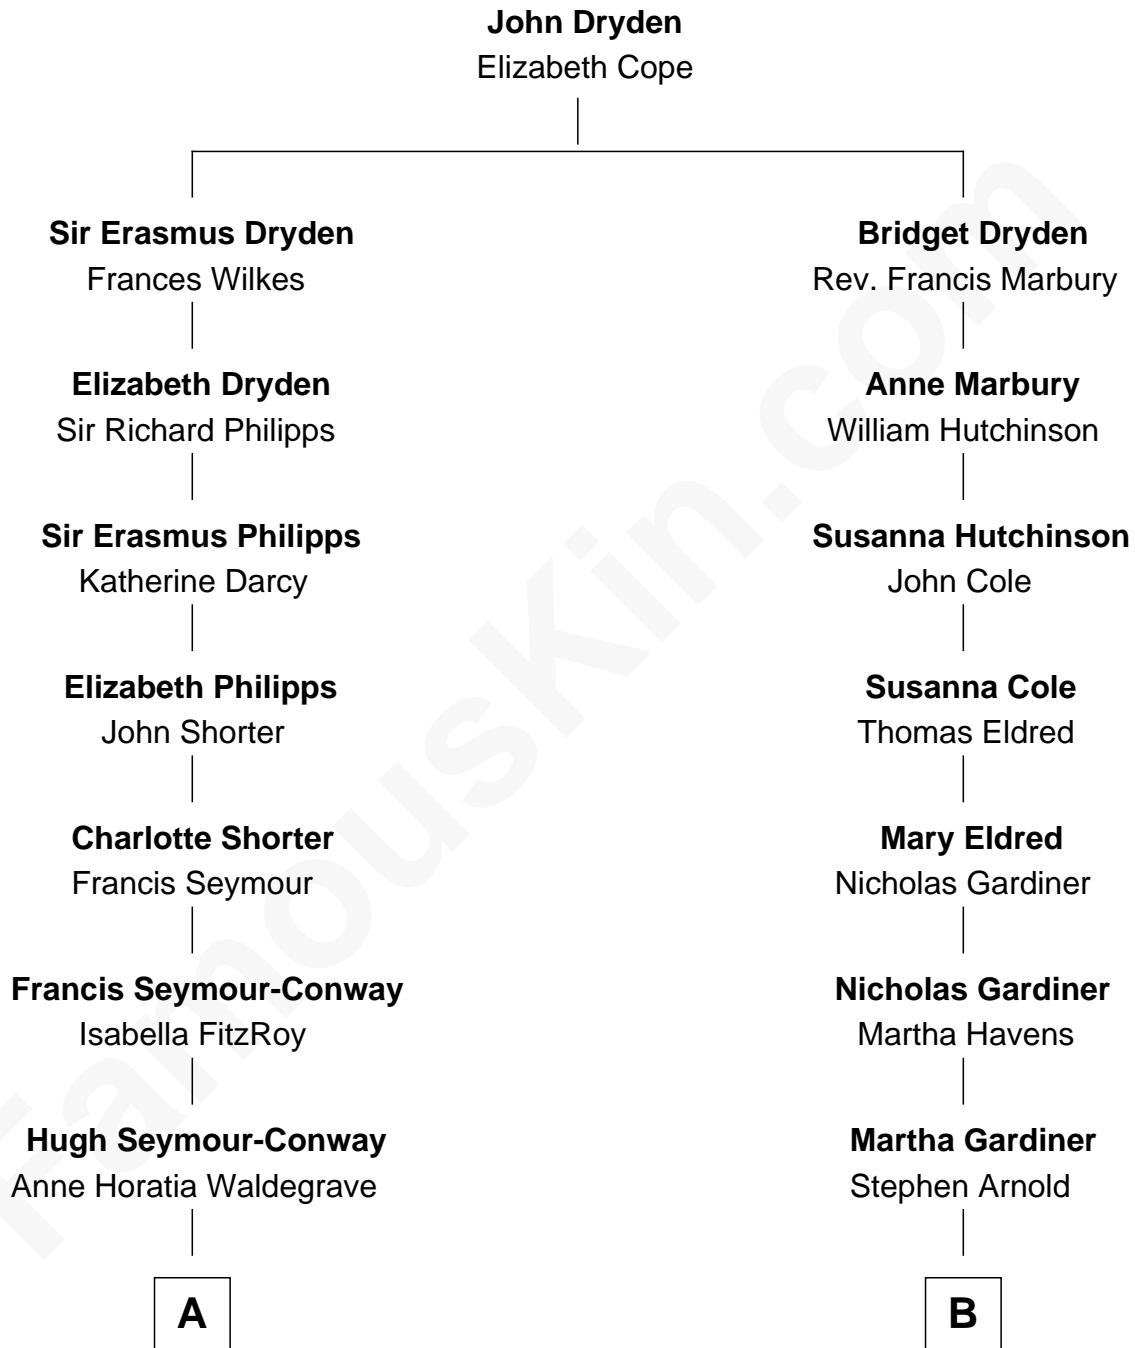 John Dryden
Elizabeth Cope
Sir Erasmus Dryden
Frances Wilkes
Elizabeth Dryden
Sir Richard Philipps
Sir Erasmus Philipps
Katherine Darcy
Elizabeth Philipps
John Shorter
Charlotte Shorter
Francis Seymour
Francis Seymour-Conway
Isabella FitzRoy
Hugh Seymour-Conway
Anne Horatia Waldegrave
A
Bridget Dryden
Rev. Francis Marbury
Anne Marbury
William Hutchinson
Susanna Hutchinson
John Cole
Susanna Cole
Thomas Eldred
Mary Eldred
Nicholas Gardiner
Nicholas Gardiner
Martha Havens
Martha Gardiner
Stephen Arnold
B
FamousKin.com